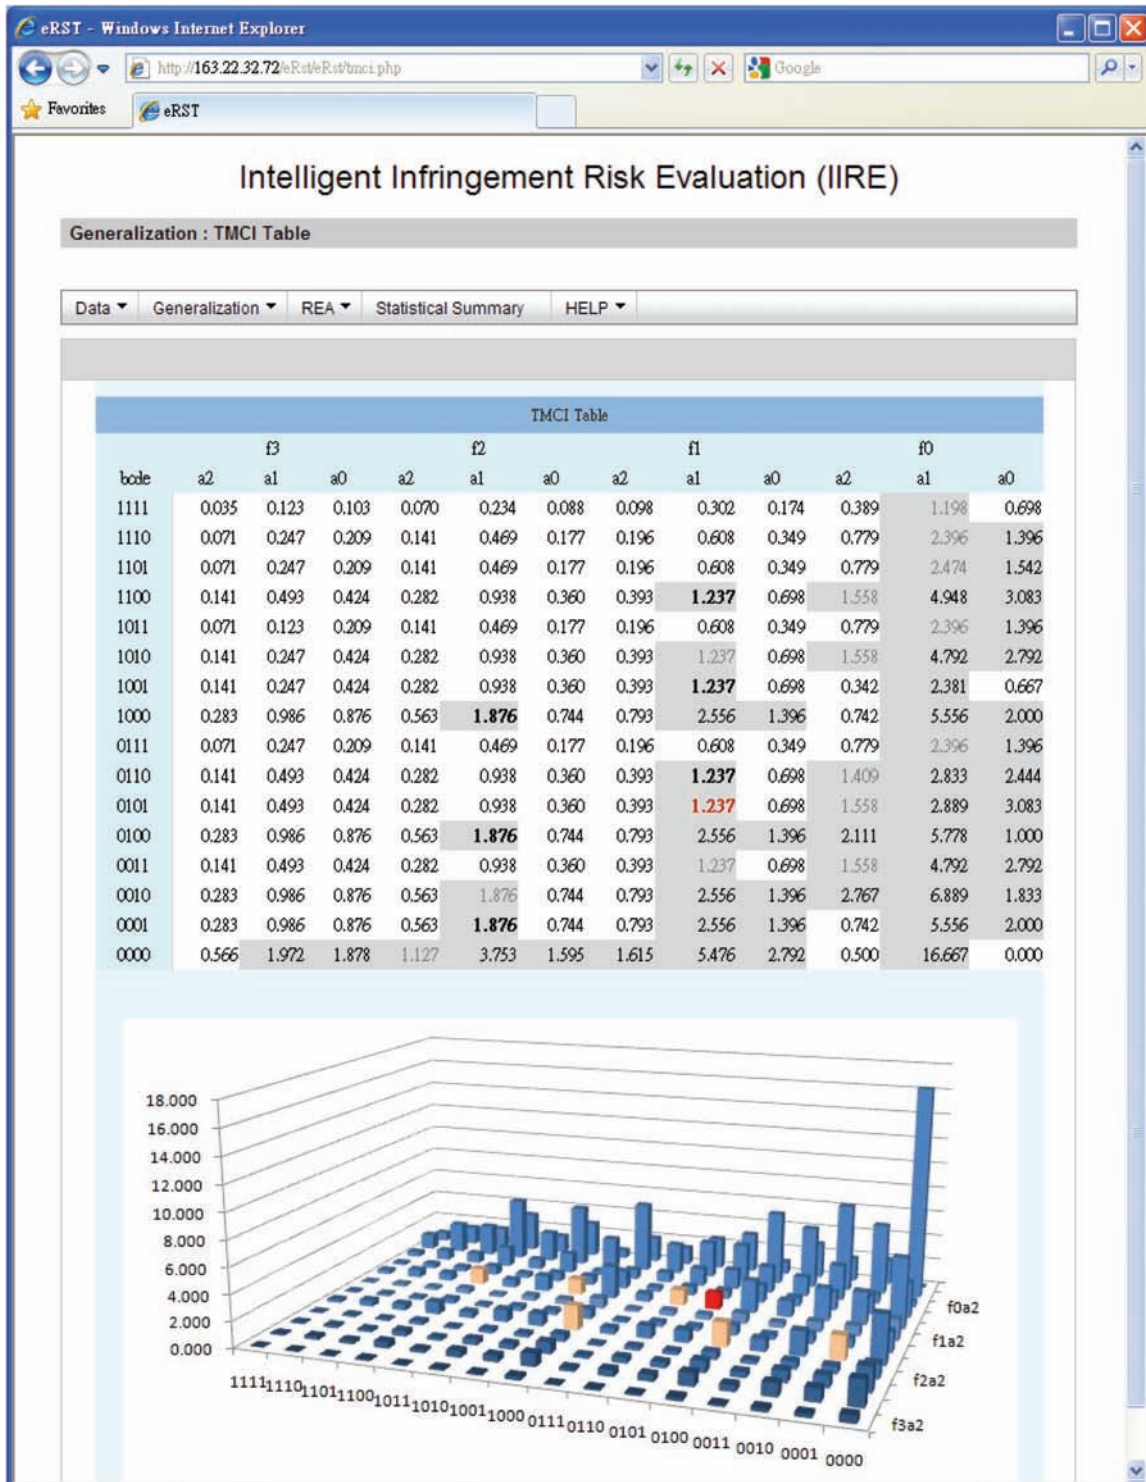 eRST - Windows Internet Explorer
http://163.22.32.72/eRst/eRst/tmci.php
Google
Favorites
eRST
Intelligent Infringement Risk Evaluation (IIRE)
Generalization : TMCI Table
Data Generalization REA Statistical Summary HELP
TMCI Table
f3 f2 f1 f0
bcode a2 a1 a0 a2 a1 a0 a2 a1 a0 a2 a1 a0
1111 0.035 0.123 0.103 0.070 0.234 0.088 0.098 0.302 0.174 0.389 1.198 0.698
1110 0.071 0.247 0.209 0.141 0.469 0.177 0.196 0.608 0.349 0.779 2.396 1.396
1101 0.071 0.247 0.209 0.141 0.469 0.177 0.196 0.608 0.349 0.779 2.474 1.542
1100 0.141 0.493 0.424 0.282 0.938 0.360 0.393 1.237 0.698 1.558 4.948 3.083
1011 0.071 0.123 0.209 0.141 0.469 0.177 0.196 0.608 0.349 0.779 2.396 1.396
1010 0.141 0.247 0.424 0.282 0.938 0.360 0.393 1.237 0.698 1.558 4.792 2.792
1001 0.141 0.247 0.424 0.282 0.938 0.360 0.393 1.237 0.698 0.342 2.381 0.667
1000 0.283 0.986 0.876 0.563 1.876 0.744 0.793 2.556 1.396 0.742 5.556 2.000
0111 0.071 0.247 0.209 0.141 0.469 0.177 0.196 0.608 0.349 0.779 2.396 1.396
0110 0.141 0.493 0.424 0.282 0.938 0.360 0.393 1.237 0.698 1.409 2.833 2.444
0101 0.141 0.493 0.424 0.282 0.938 0.360 0.393 1.237 0.698 1.558 2.889 3.083
0100 0.283 0.986 0.876 0.563 1.876 0.744 0.793 2.556 1.396 2.111 5.778 1.000
0011 0.141 0.493 0.424 0.282 0.938 0.360 0.393 1.237 0.698 1.558 4.792 2.792
0010 0.283 0.986 0.876 0.563 1.876 0.744 0.793 2.556 1.396 2.767 6.889 1.833
0001 0.283 0.986 0.876 0.563 1.876 0.744 0.793 2.556 1.396 0.742 5.556 2.000
0000 0.566 1.972 1.878 1.127 3.753 1.595 1.615 5.476 2.792 0.500 16.667 0.000
18.000
16.000
14.000
12.000
10.000
8.000
6.000
4.000
2.000
0.000
f0a2
f1a2
f2a2
f3a2
1111 1110 1101 1100 1011 1010 1001 1000 0111 0110 0101 0100 0011 0010 0001 0000